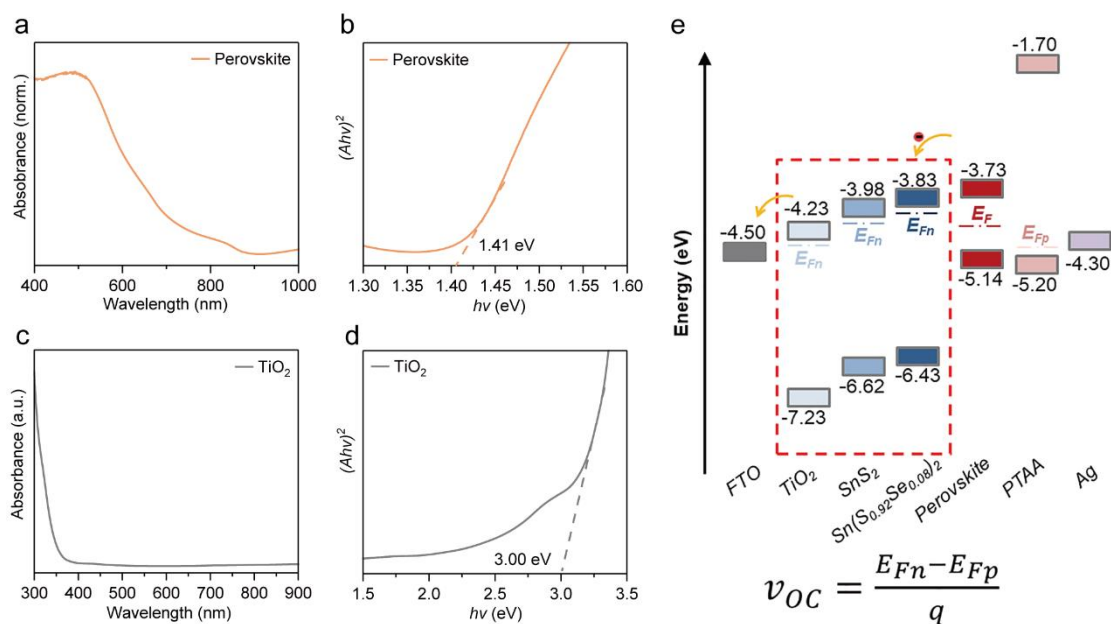 a
Perovskite
Absobrance (norm.)
400 500 600 700 800 900 1000
Wavelength (nm)
b
Perovskite
(Ahv)²
1.41 eV
1.30 1.35 1.40 1.45 1.50 1.55 1.60
hv (eV)
c
TiO₂
Absorbance (a.u.)
300 400 500 600 700 800 900
Wavelength (nm)
d
TiO₂
(Ahv)²
3.00 eV
1.5 2.0 2.5 3.0 3.5
hv (eV)
e
Energy (eV)
-1.70
-3.73
-3.83
-3.98
-4.23
-4.50
E_Fn
E_Fn
E_Fn
E_F
E_Fp
-4.30
-5.14
-5.20
-6.43
-6.62
-7.23
FTO
TiO₂
SnS₂
Sn(S₀.₉₂Se₀.₀₈)₂
Perovskite
PTAA
Ag
v_OC = (E_Fn − E_Fp) / q